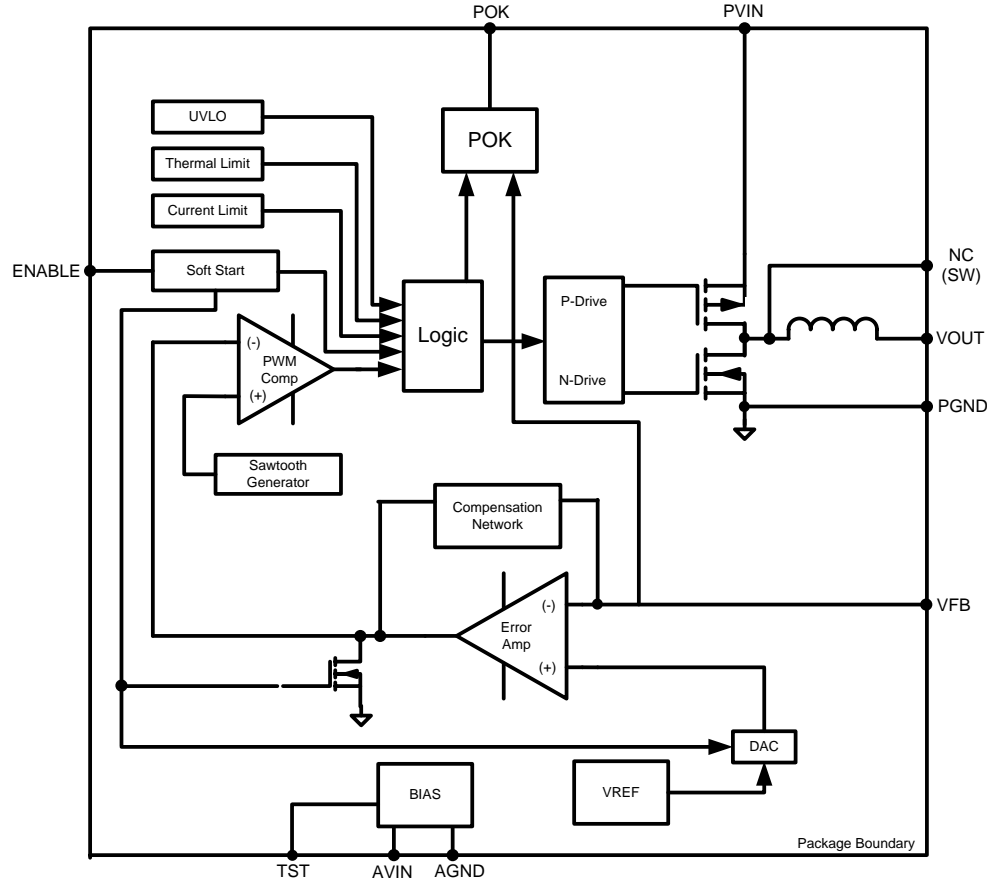 POK
PVIN
UVLO
POK
Thermal Limit
Current Limit
ENABLE
Soft Start
NC
(SW)
P-Drive
Logic
VOUT
(-)
PWM
Comp
(+)
N-Drive
PGND
Sawtooth
Generator
Compensation
Network
(-)
VFB
Error
Amp
(+)
DAC
BIAS
VREF
Package Boundary
TST
AVIN
AGND